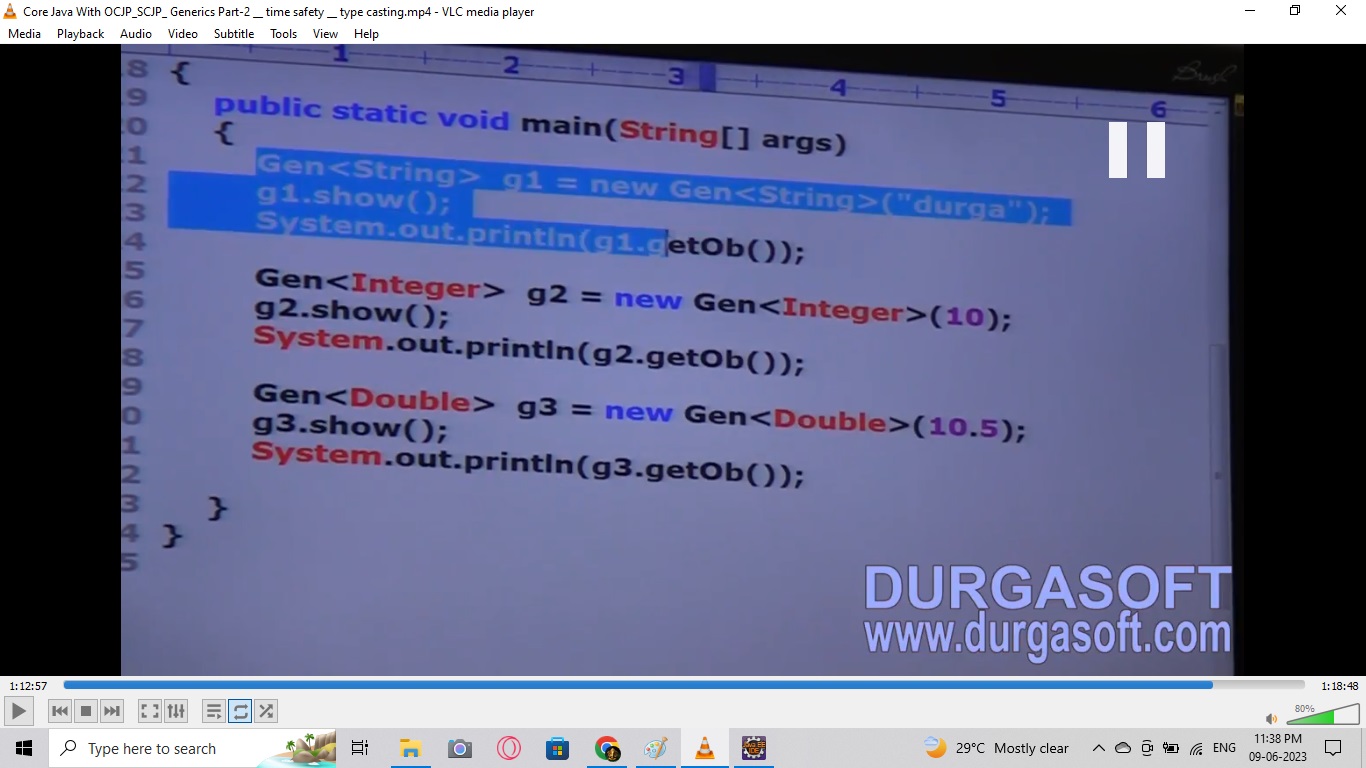 Core Java With OCJP_SCJP_ Generics Part-2 __ time safety __ type casting.mp4 - VLC media player
Media Playback Audio Video Subtitle Tools View Help
1 2 3 4 5 6
8 {
9 public static void main(String[] args)
0 {
1 Gen<String> g1 = new Gen<String>("durga");
2 g1.show();
3 System.out.println(g1.getOb());
4
5 Gen<Integer> g2 = new Gen<Integer>(10);
6 g2.show();
7 System.out.println(g2.getOb());
8
9 Gen<Double> g3 = new Gen<Double>(10.5);
0 g3.show();
1 System.out.println(g3.getOb());
2
3 }
4 }
5
DURGASOFT
www.durgasoft.com
1:12:57 1:18:48
80%
Type here to search
29°C Mostly clear
ENG
11:38 PM
09-06-2023